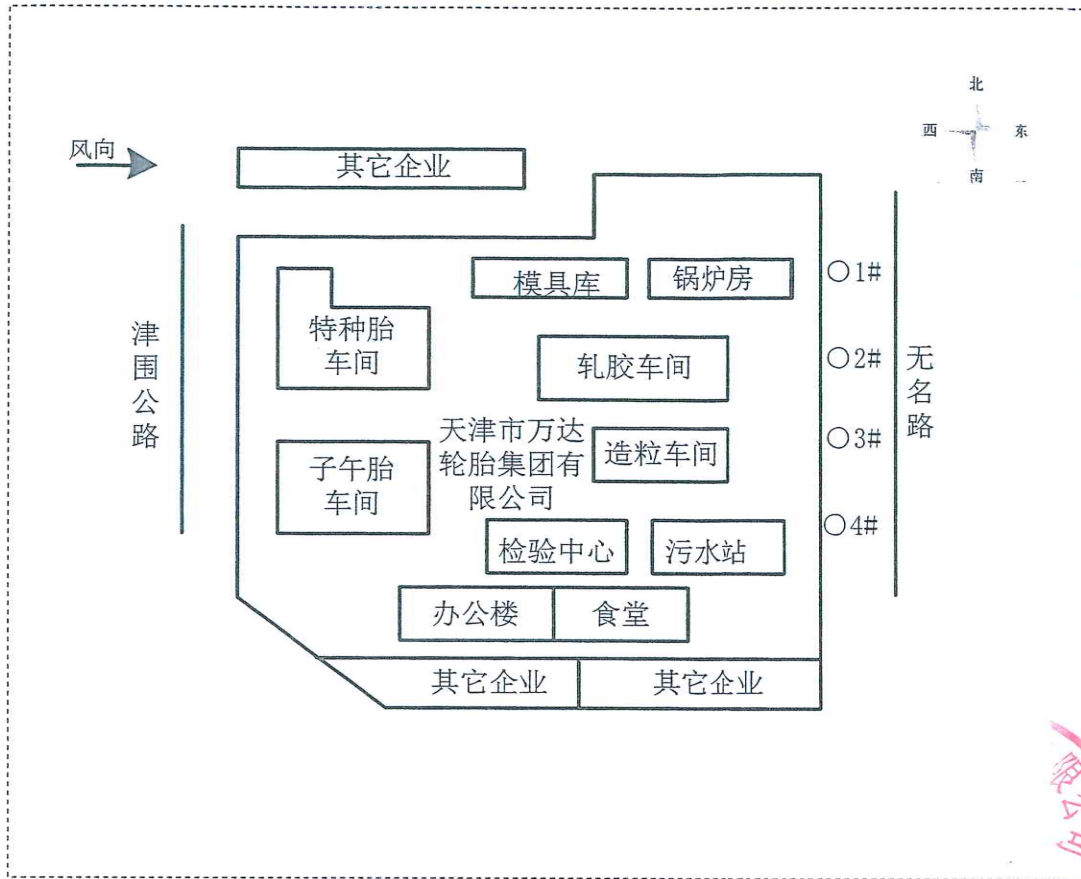 北
西
东
南
风向
其它企业
模具库
锅炉房
○1#
特种胎
车间
轧胶车间
○2#
津围公路
无名路
天津市万达
轮胎集团有
限公司
造粒车间
○3#
子午胎
车间
检验中心
污水站
○4#
办公楼
食堂
其它企业
其它企业
限公司